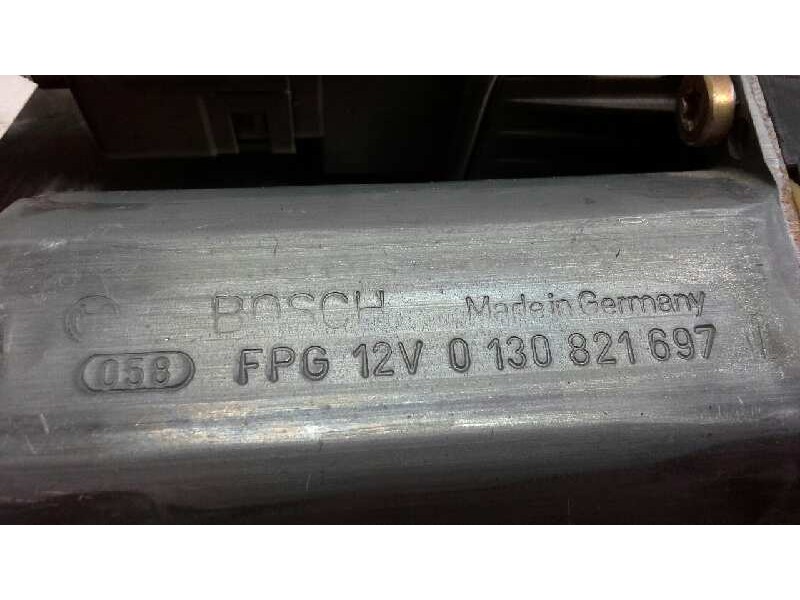 BOSCH Made in Germany
058 FPG 12V 0 130 821 697